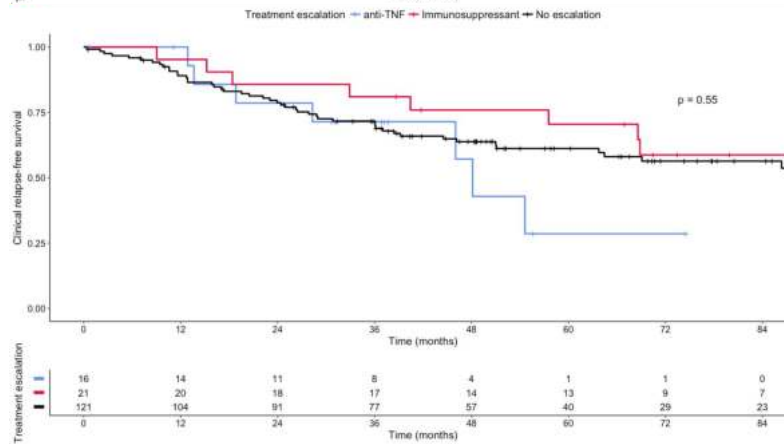 Treatment escalation anti-TNF Immunosuppressant No escalation
1.00
0.75
0.50
0.25
0.00
Clinical relapse-free survival
p = 0.55
0 12 24 36 48 60 72 84
Time (months)
Treatment escalation
16 14 11 8 4 1 1 0
21 20 18 17 14 13 9 7
121 104 91 77 57 40 29 23
0 12 24 36 48 60 72 84
Time (months)